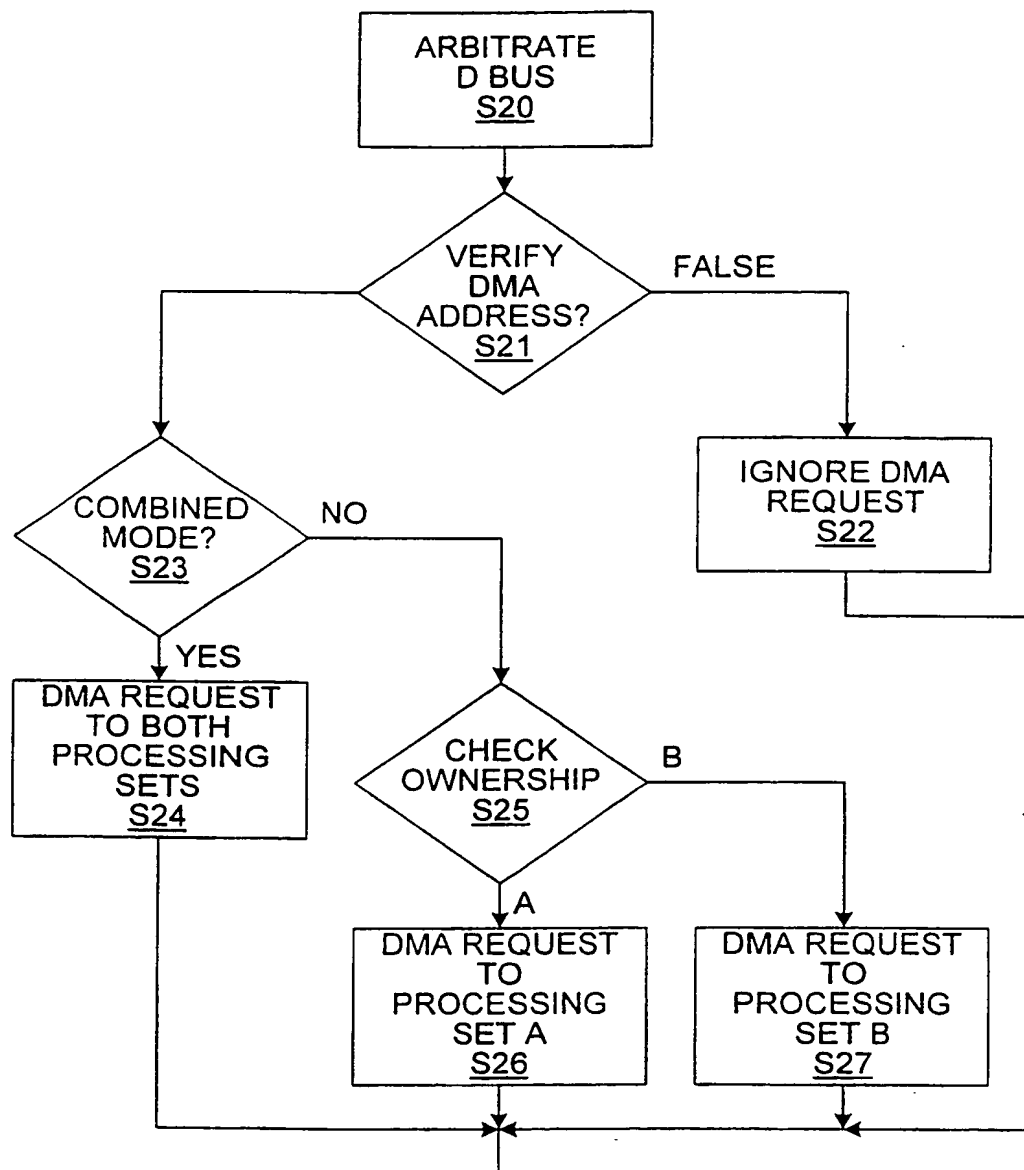 ARBITRATE
D BUS
S20
VERIFY
DMA
ADDRESS?
S21
FALSE
IGNORE DMA
REQUEST
S22
COMBINED
MODE?
S23
NO
YES
DMA REQUEST
TO BOTH
PROCESSING
SETS
S24
CHECK
OWNERSHIP
S25
B
A
DMA REQUEST
TO
PROCESSING
SET A
S26
DMA REQUEST
TO
PROCESSING
SET B
S27